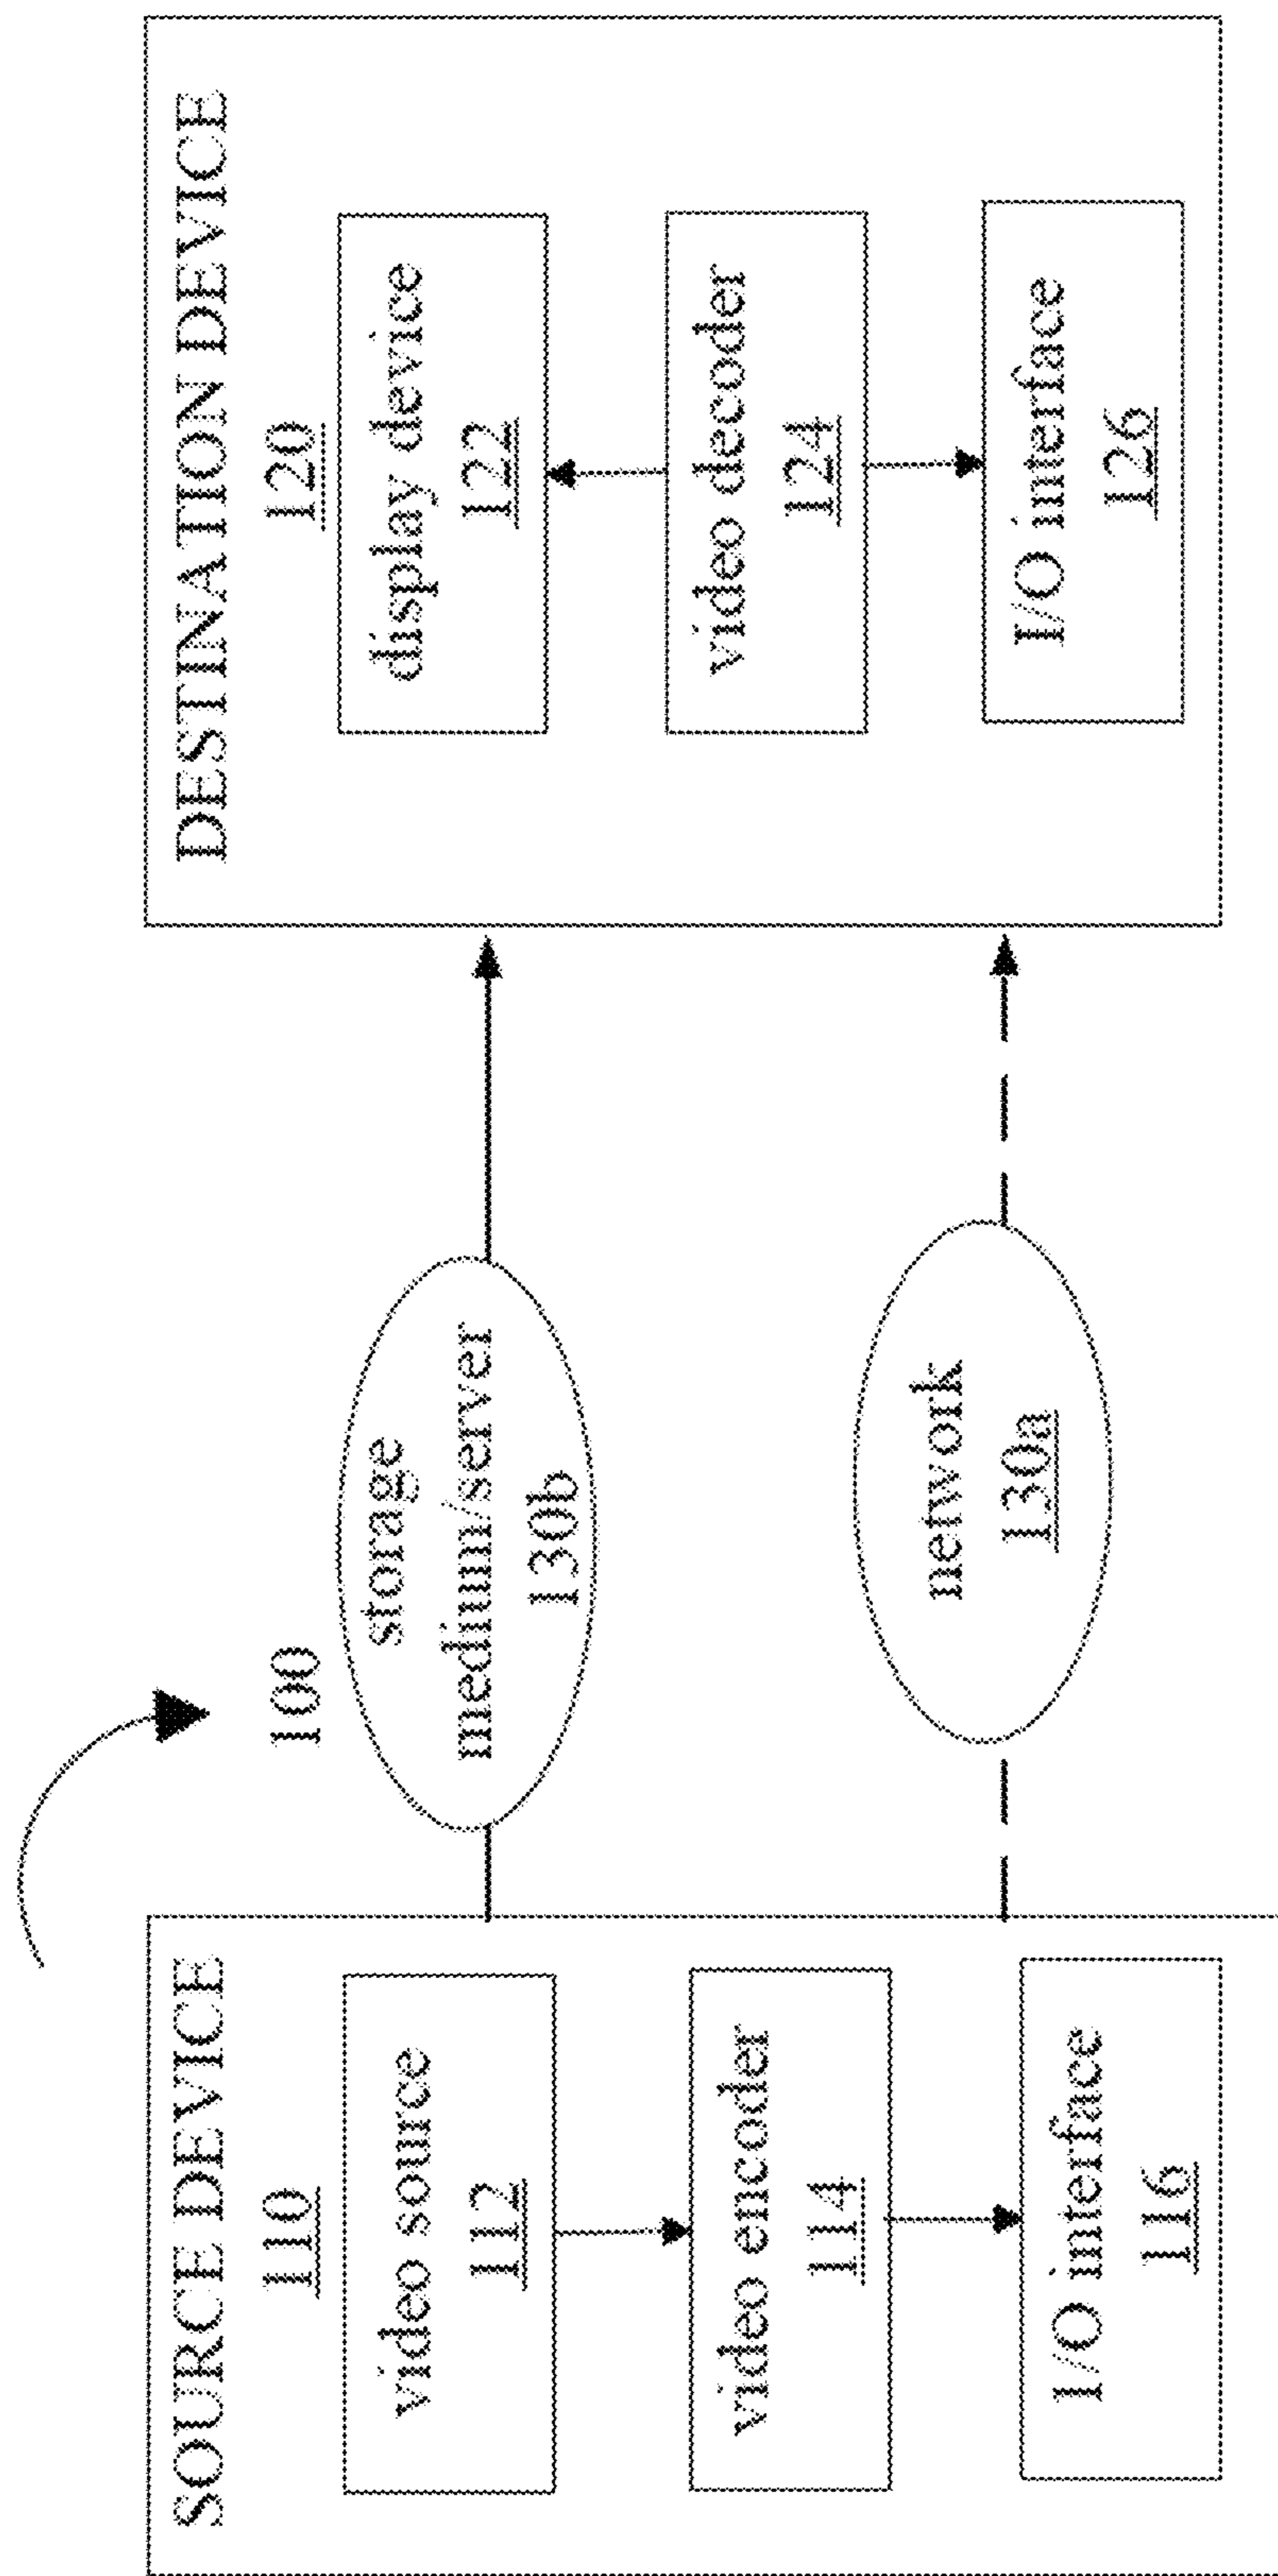 SOURCE DEVICE
110
video source
112
video encoder
114
I/O interface
116
100
storage
medium/server
130b
network
130a
DESTINATION DEVICE
120
display device
122
video decoder
124
I/O interface
126